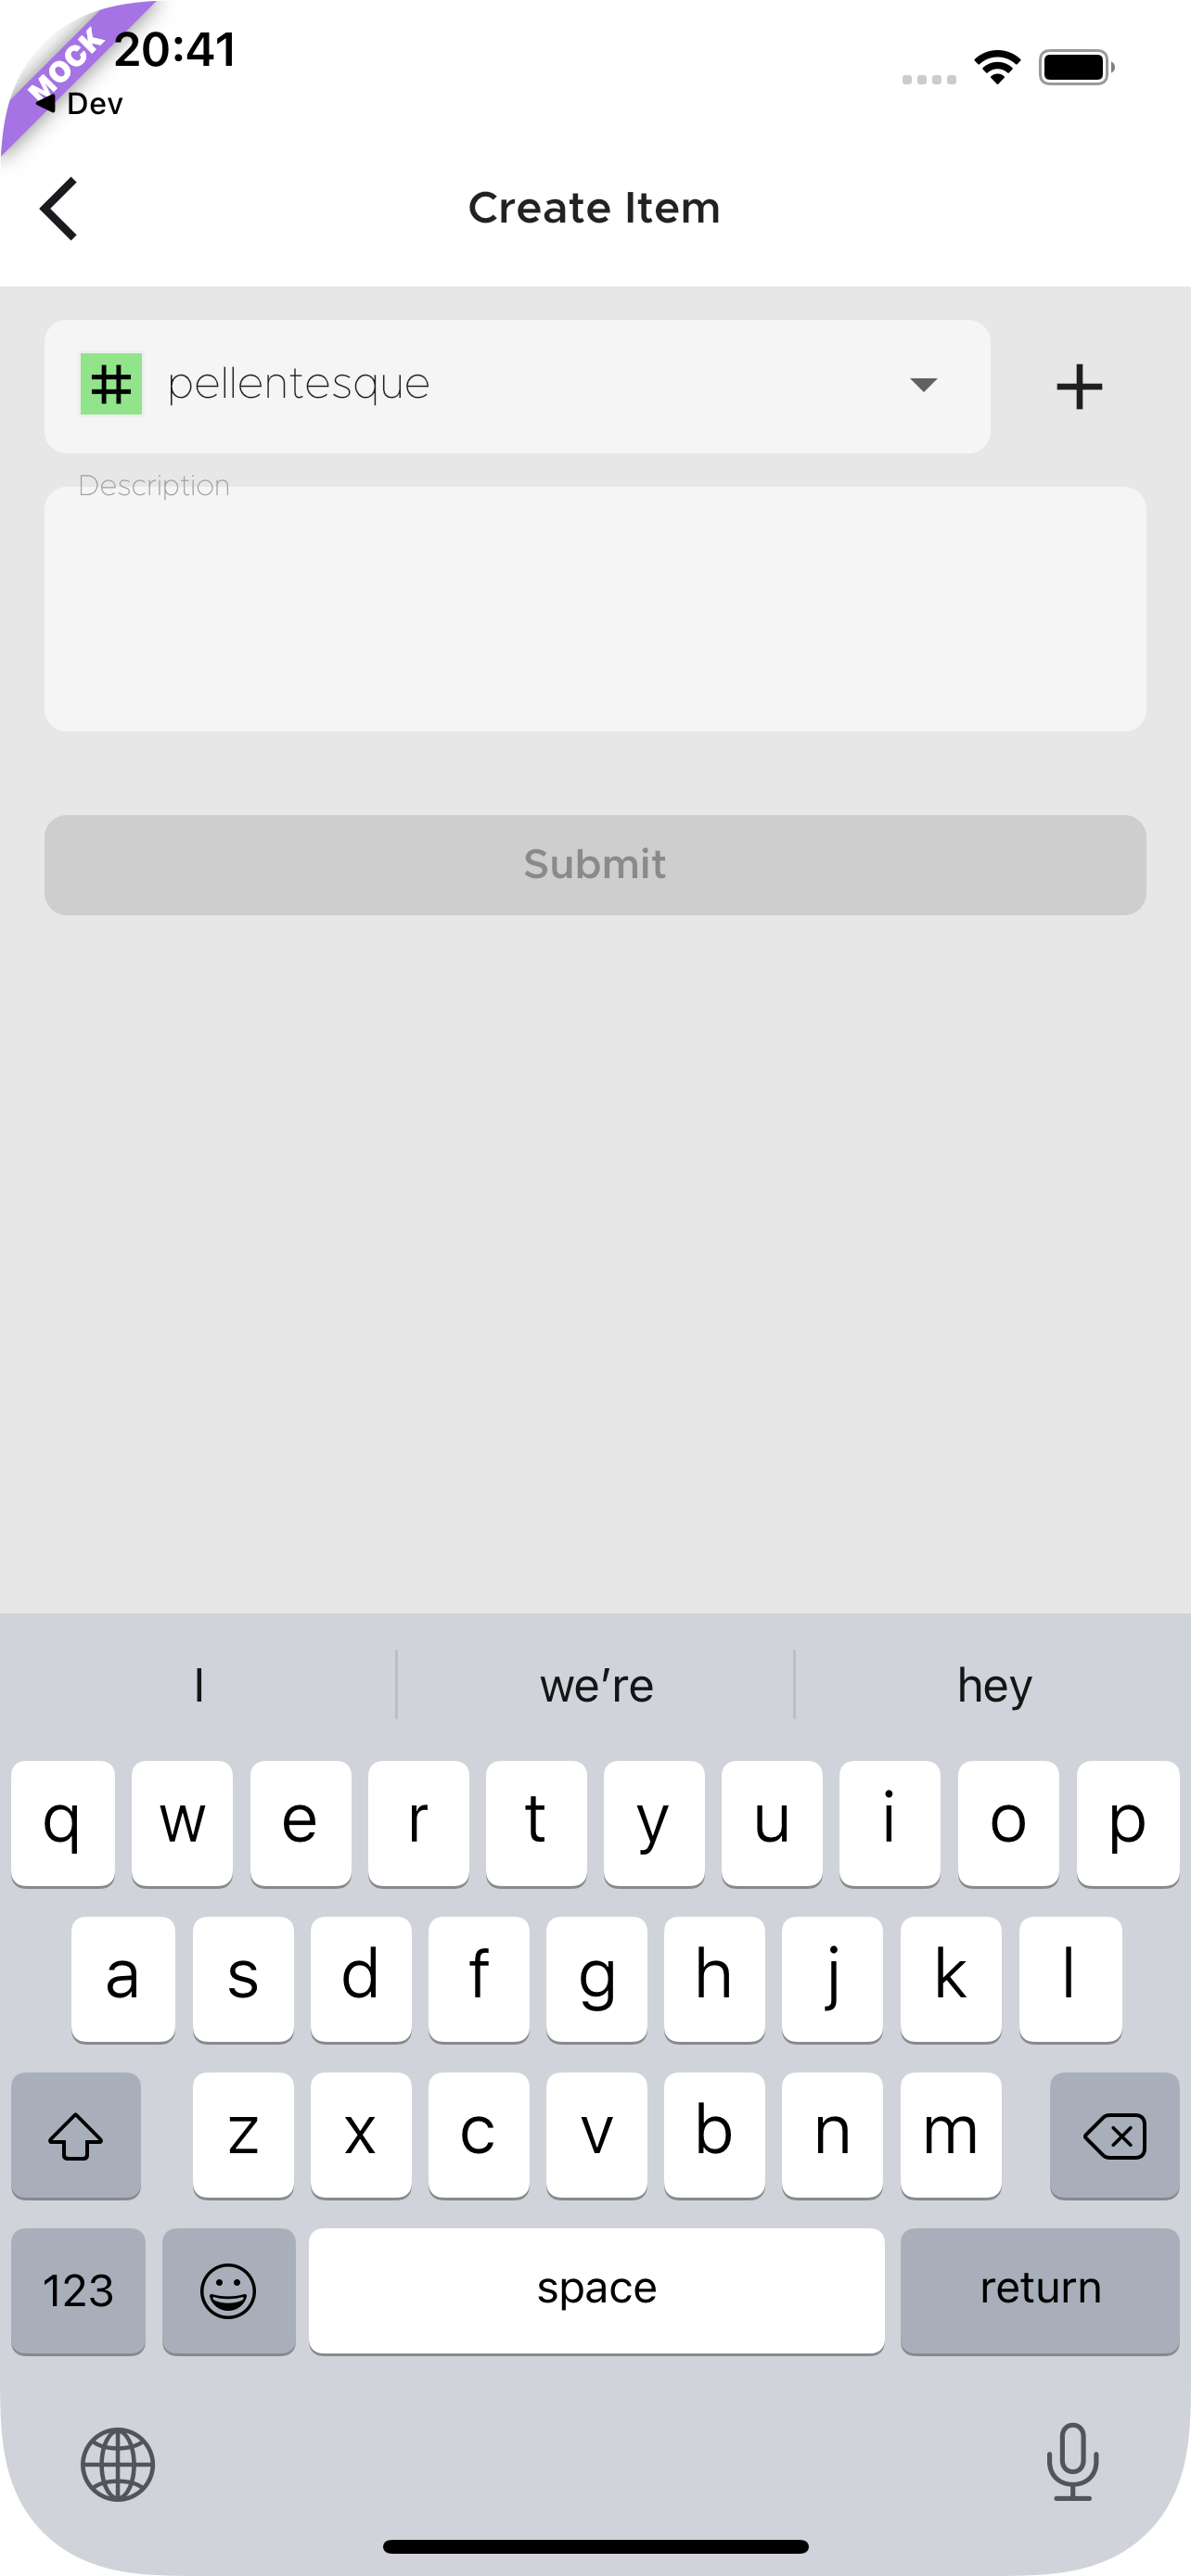 MOCK
20:41
Dev
Create Item
# pellentesque
Description
Submit
I we’re hey
q w e r t y u i o p
a s d f g h j k l
z x c v b n m
123 space return